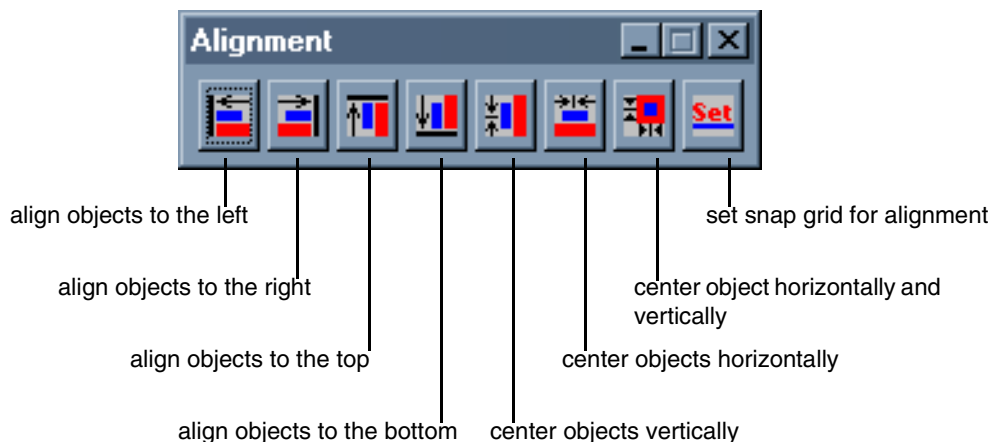 Alignment
Set
align objects to the left
set snap grid for alignment
align objects to the right
center object horizontally and
vertically
align objects to the top
center objects horizontally
align objects to the bottom
center objects vertically